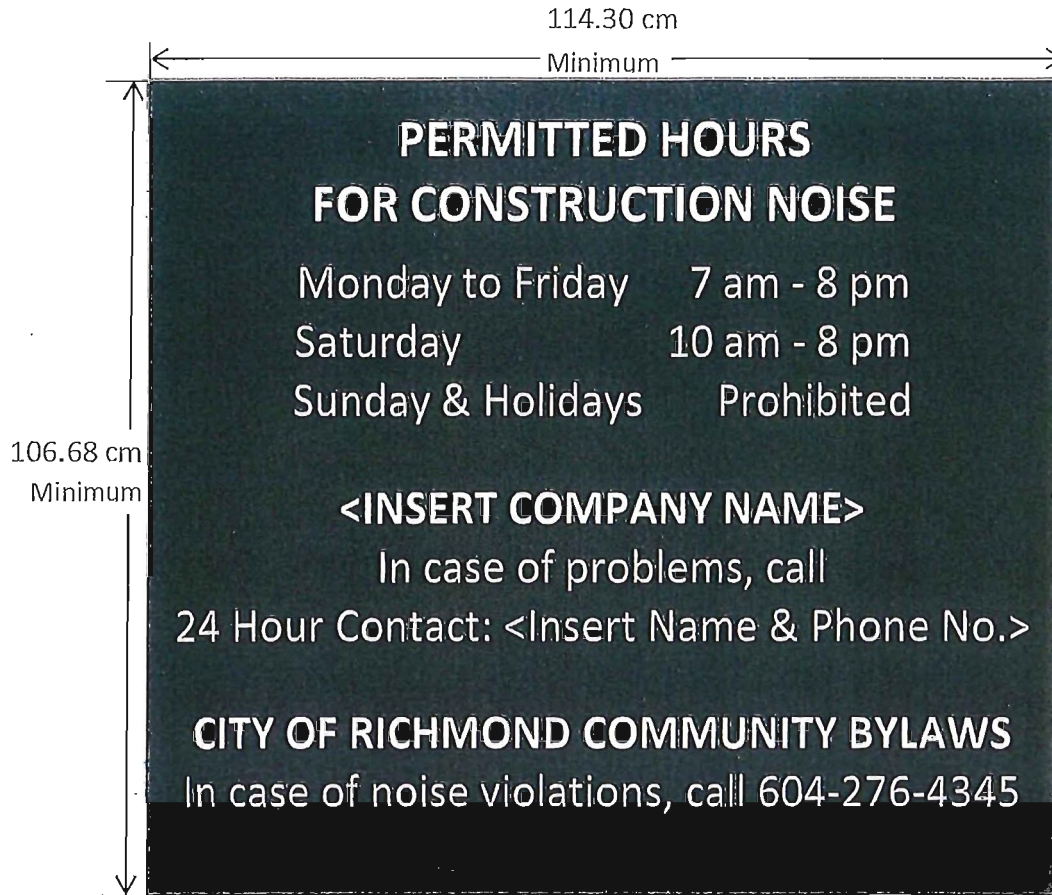 114.30 cm
Minimum
PERMITTED HOURS
FOR CONSTRUCTION NOISE
Monday to Friday 7 am - 8 pm
Saturday 10 am - 8 pm
Sunday & Holidays Prohibited
106.68 cm
Minimum
<INSERT COMPANY NAME>
In case of problems, call
24 Hour Contact: <Insert Name & Phone No.>
CITY OF RICHMOND COMMUNITY BYLAWS
In case of noise violations, call 604-276-4345